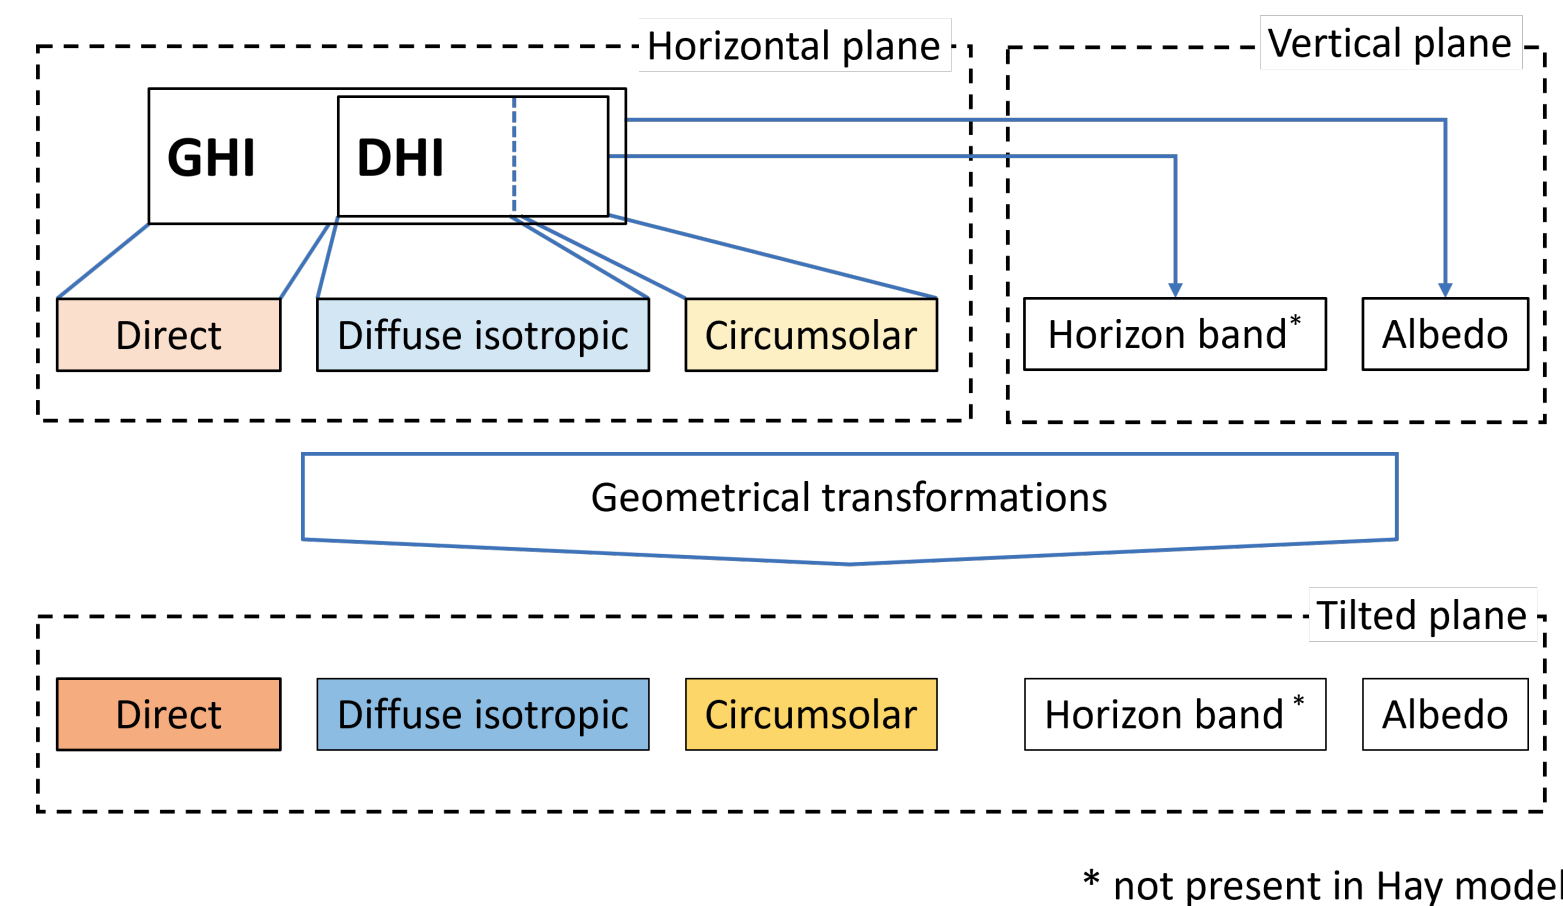 Horizontal plane
Vertical plane
GHI
DHI
Direct
Diffuse isotropic
Circumsolar
Horizon band*
Albedo
Geometrical transformations
Tilted plane
Direct
Diffuse isotropic
Circumsolar
Horizon band *
Albedo
* not present in Hay model